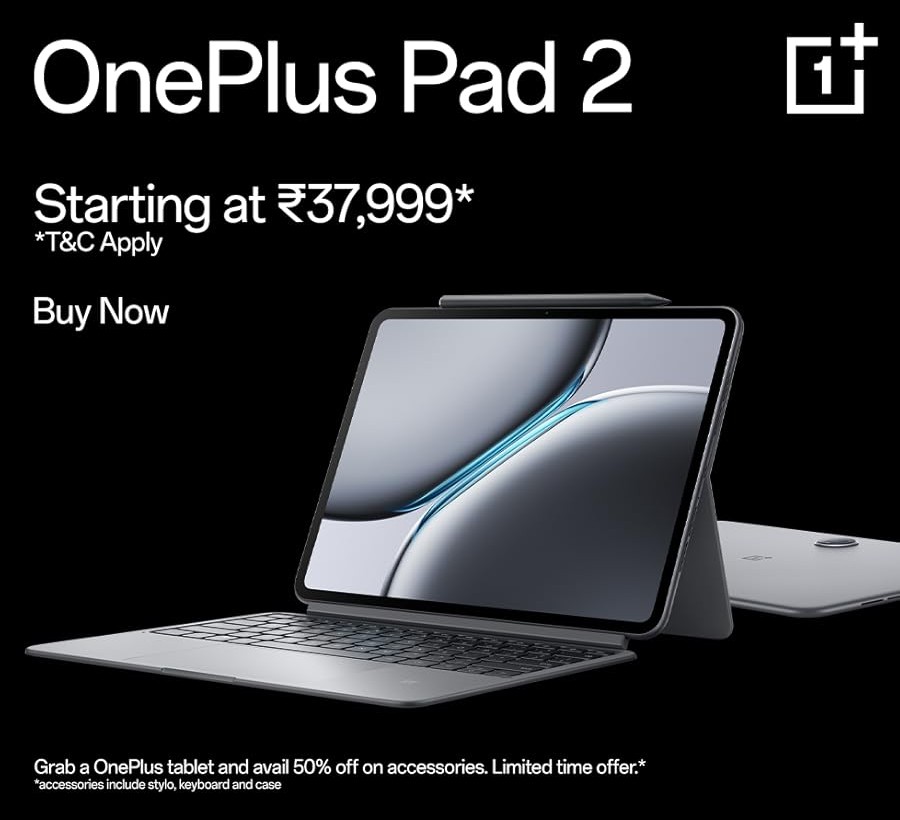 OnePlus Pad 2
1+
Starting at ₹37,999*
*T&C Apply
Buy Now
Grab a OnePlus tablet and avail 50% off on accessories. Limited time offer.*
*accessories include stylo, keyboard and case